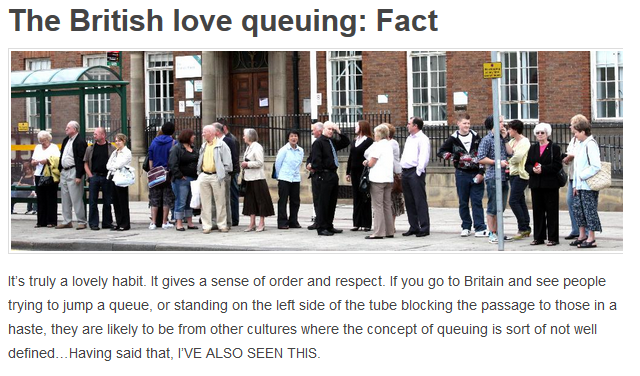 The British love queuing: Fact
It's truly a lovely habit. It gives a sense of order and respect. If you go to Britain and see people
trying to jump a queue, or standing on the left side of the tube blocking the passage to those in a
haste, they are likely to be from other cultures where the concept of queuing is sort of not well
defined…Having said that, I'VE ALSO SEEN THIS.